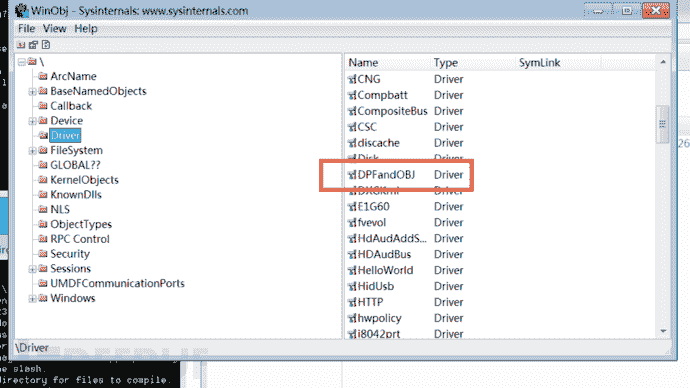 WinObj - Sysinternals: www.sysinternals.com
File View Help
\
ArcName
BaseNamedObjects
Callback
Device
Driver
FileSystem
GLOBAL??
KernelObjects
KnownDlls
NLS
ObjectTypes
RPC Control
Security
Sessions
UMDFCommunicationPorts
Windows
Name Type SymLink
CNG Driver
Compbatt Driver
CompositeBus Driver
CSC Driver
discache Driver
Disk Driver
DPFandOBJ Driver
Driver
E1G60 Driver
fvevol Driver
HdAudAddS... Driver
HDAudBus Driver
HelloWorld Driver
HidUsb Driver
HTTP Driver
hwpolicy Driver
i8042prt Driver
\Driver
he slash.
directory for files to compile.